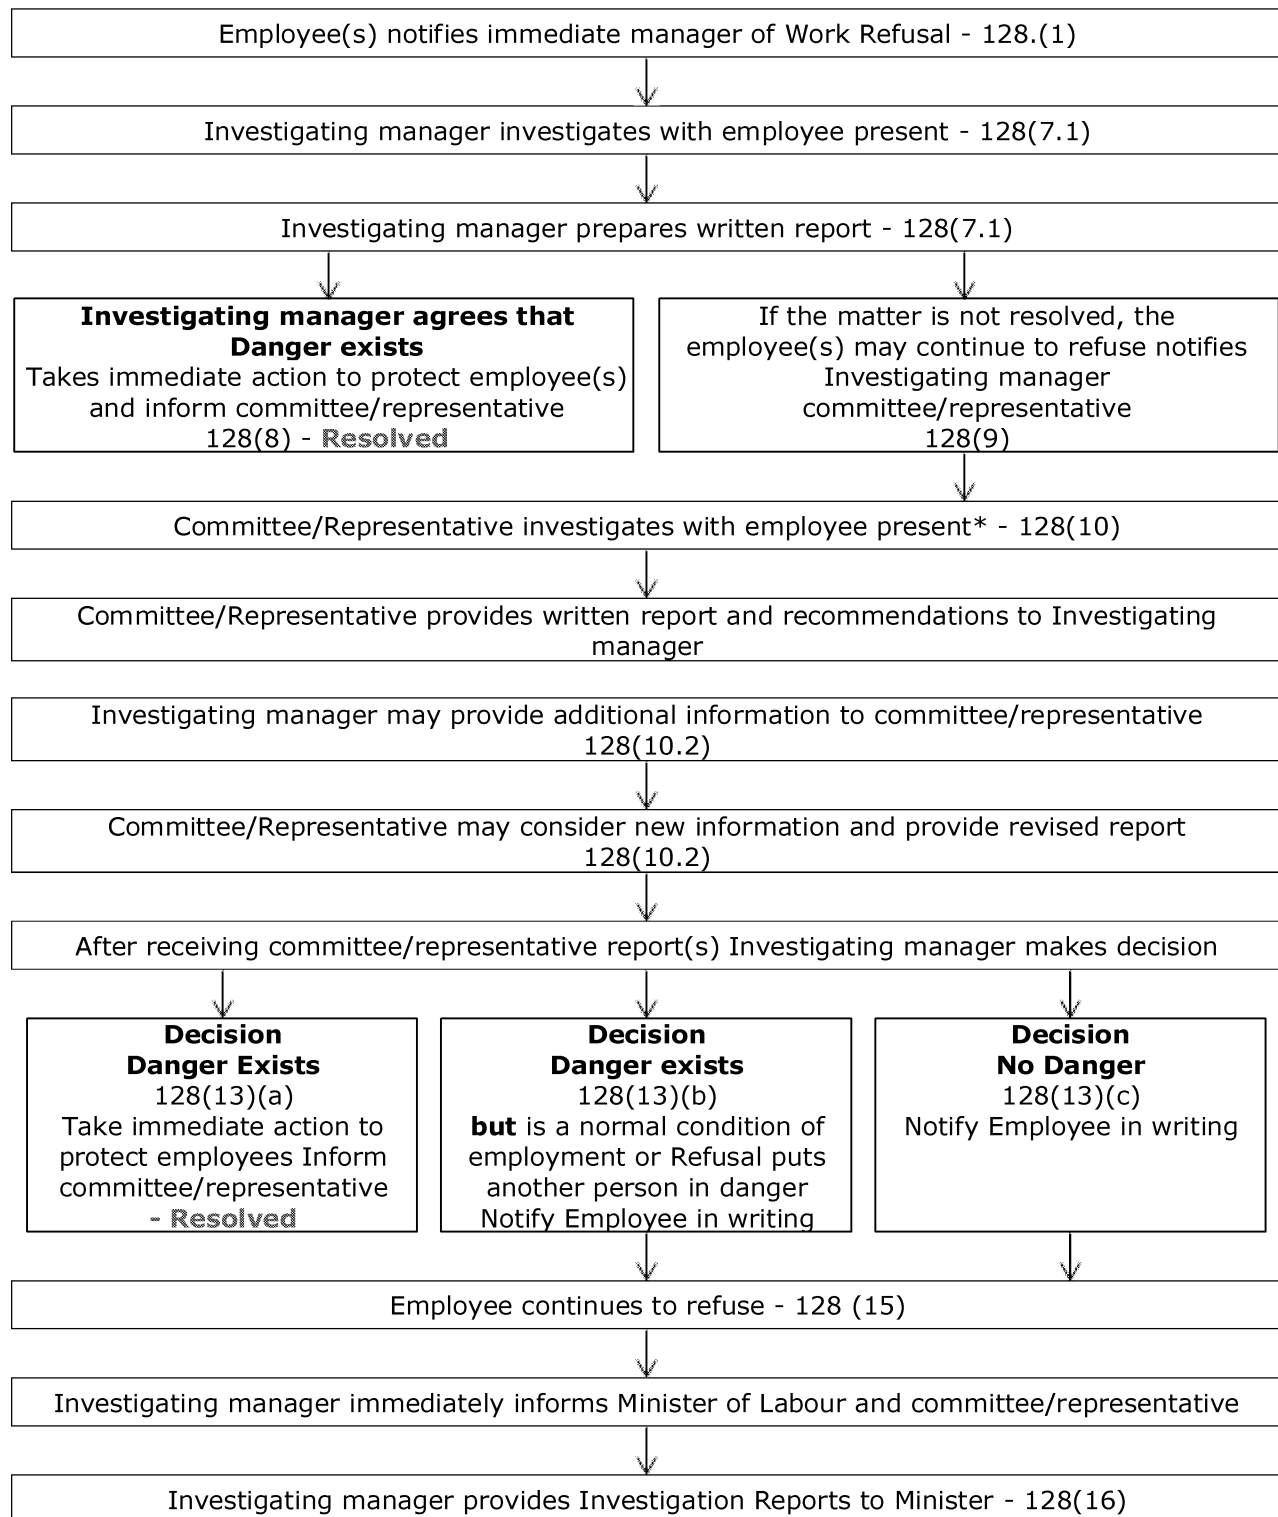 Employee(s) notifies immediate manager of Work Refusal - 128.(1)
Investigating manager investigates with employee present - 128(7.1)
Investigating manager prepares written report - 128(7.1)
Investigating manager agrees that
Danger exists
Takes immediate action to protect employee(s)
and inform committee/representative
128(8) - Resolved
If the matter is not resolved, the
employee(s) may continue to refuse notifies
Investigating manager
committee/representative
128(9)
Committee/Representative investigates with employee present* - 128(10)
Committee/Representative provides written report and recommendations to Investigating
manager
Investigating manager may provide additional information to committee/representative
128(10.2)
Committee/Representative may consider new information and provide revised report
128(10.2)
After receiving committee/representative report(s) Investigating manager makes decision
Decision
Danger Exists
128(13)(a)
Take immediate action to
protect employees Inform
committee/representative
- Resolved
Decision
Danger exists
128(13)(b)
but is a normal condition of
employment or Refusal puts
another person in danger
Notify Employee in writing
Decision
No Danger
128(13)(c)
Notify Employee in writing
Employee continues to refuse - 128 (15)
Investigating manager immediately informs Minister of Labour and committee/representative
Investigating manager provides Investigation Reports to Minister - 128(16)